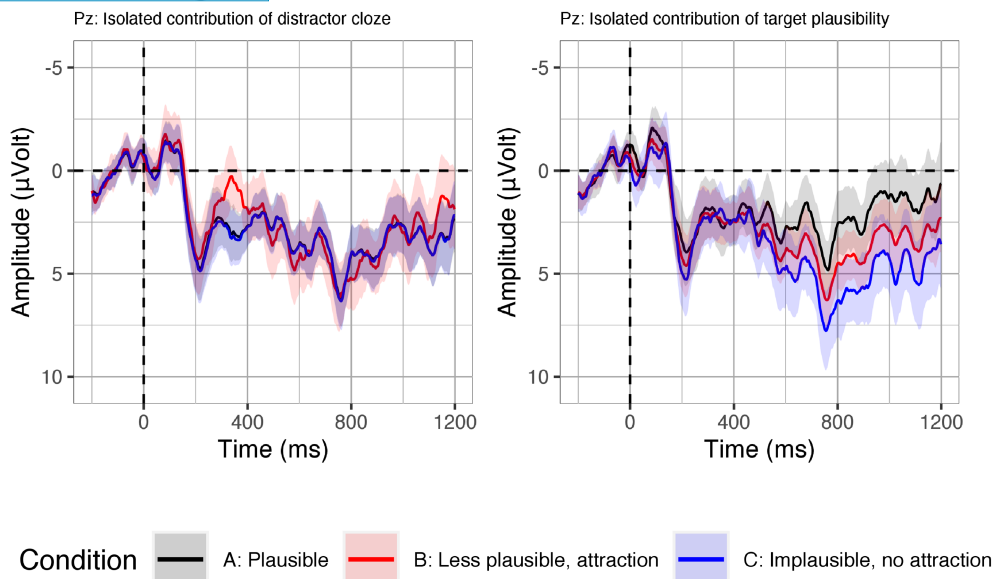 Pz: Isolated contribution of distractor cloze
Pz: Isolated contribution of target plausibility
Amplitude (µVolt)
-5
0
5
10
0
400
800
1200
Time (ms)
Amplitude (µVolt)
-5
0
5
10
0
400
800
1200
Time (ms)
Condition
A: Plausible
B: Less plausible, attraction
C: Implausible, no attraction